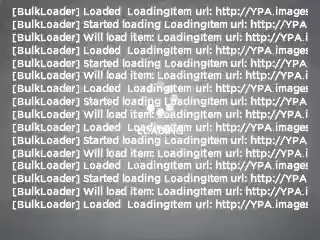 [BulkLoader] Loaded LoadingItem url: http://YPA.images
[BulkLoader] Started loading LoadingItem url: http://YPA
[BulkLoader] Will load item: LoadingItem url: http://YPA.i
[BulkLoader] Loaded LoadingItem url: http://YPA.images
[BulkLoader] Started loading LoadingItem url: http://YPA
[BulkLoader] Will load item: LoadingItem url: http://YPA.i
[BulkLoader] Loaded LoadingItem url: http://YPA.images
[BulkLoader] Started loading LoadingItem url: http://YPA
[BulkLoader] Will load item: LoadingItem url: http://YPA.i
[BulkLoader] Loaded LoadingItem url: http://YPA.images
LOADING
[BulkLoader] Started loading LoadingItem url: http://YPA
[BulkLoader] Will load item: LoadingItem url: http://YPA.i
[BulkLoader] Loaded LoadingItem url: http://YPA.images
[BulkLoader] Started loading LoadingItem url: http://YPA
[BulkLoader] Will load item: LoadingItem url: http://YPA.i
[BulkLoader] Loaded LoadingItem url: http://YPA.images